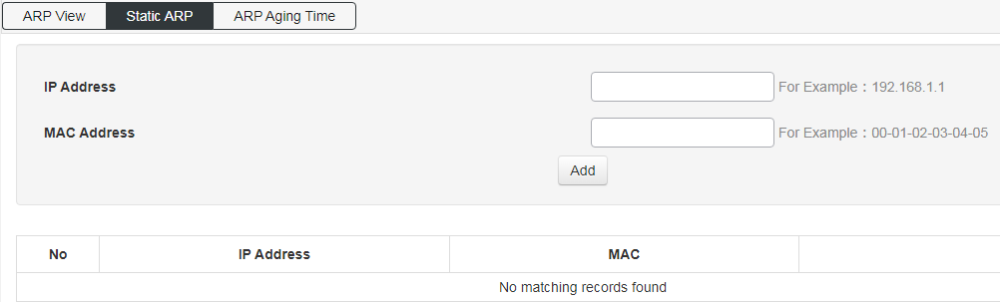 ARP View Static ARP ARP Aging Time
IP Address For Example : 192.168.1.1
MAC Address For Example : 00-01-02-03-04-05
Add
No IP Address MAC
No matching records found